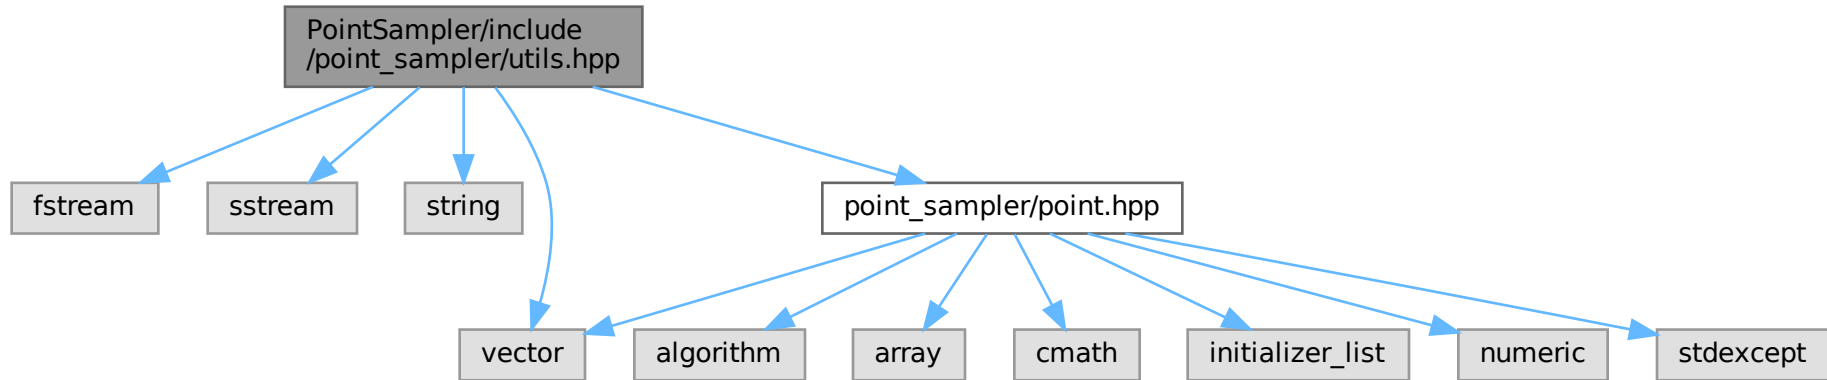 PointSampler/include
/point_sampler/utils.hpp
fstream
sstream
string
point_sampler/point.hpp
vector
algorithm
array
cmath
initializer_list
numeric
stdexcept